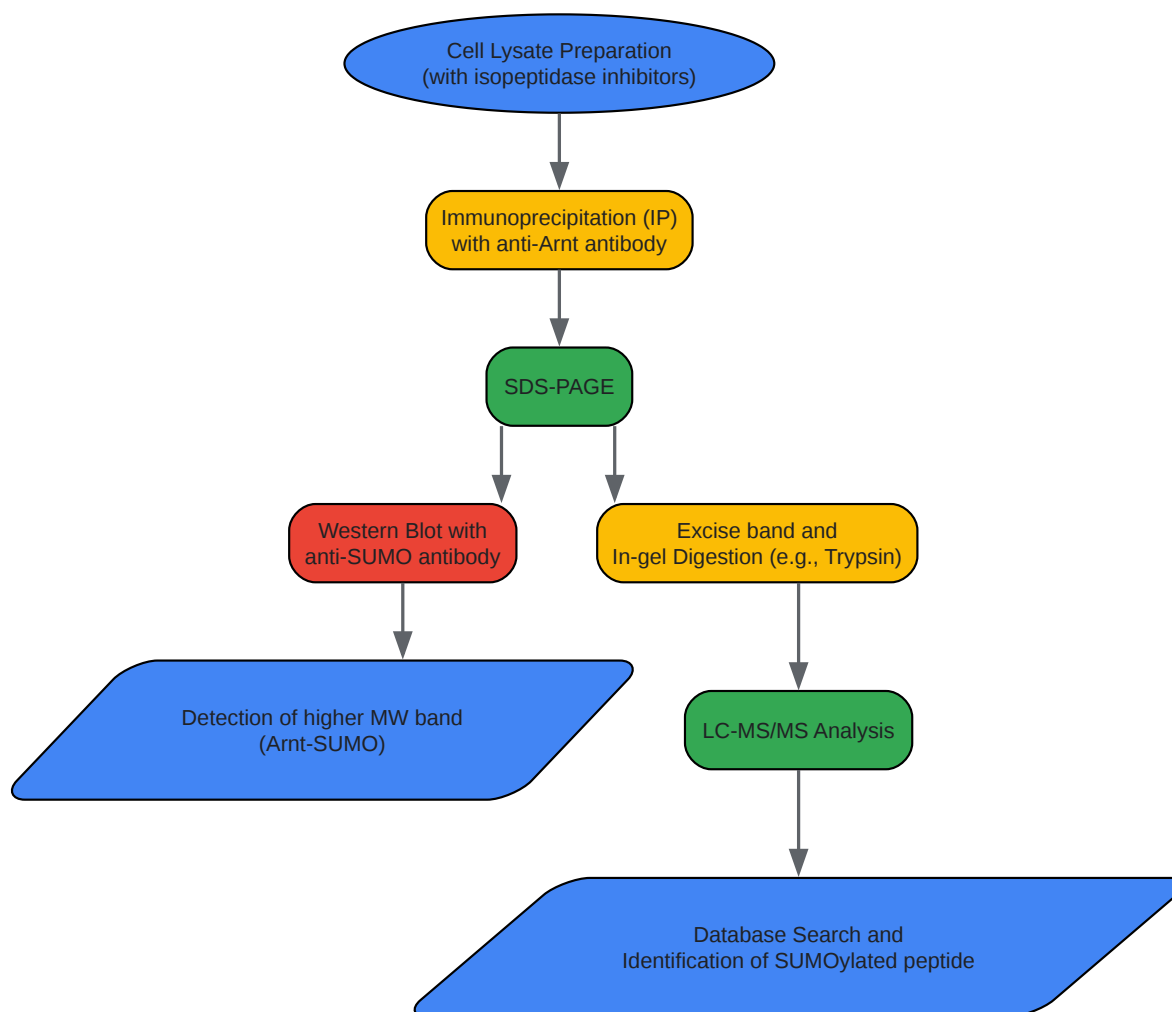 Cell Lysate Preparation
(with isopeptidase inhibitors)
Immunoprecipitation (IP)
with anti-Arnt antibody
SDS-PAGE
Western Blot with
anti-SUMO antibody
Excise band and
In-gel Digestion (e.g., Trypsin)
Detection of higher MW band
(Arnt-SUMO)
LC-MS/MS Analysis
Database Search and
Identification of SUMOylated peptide